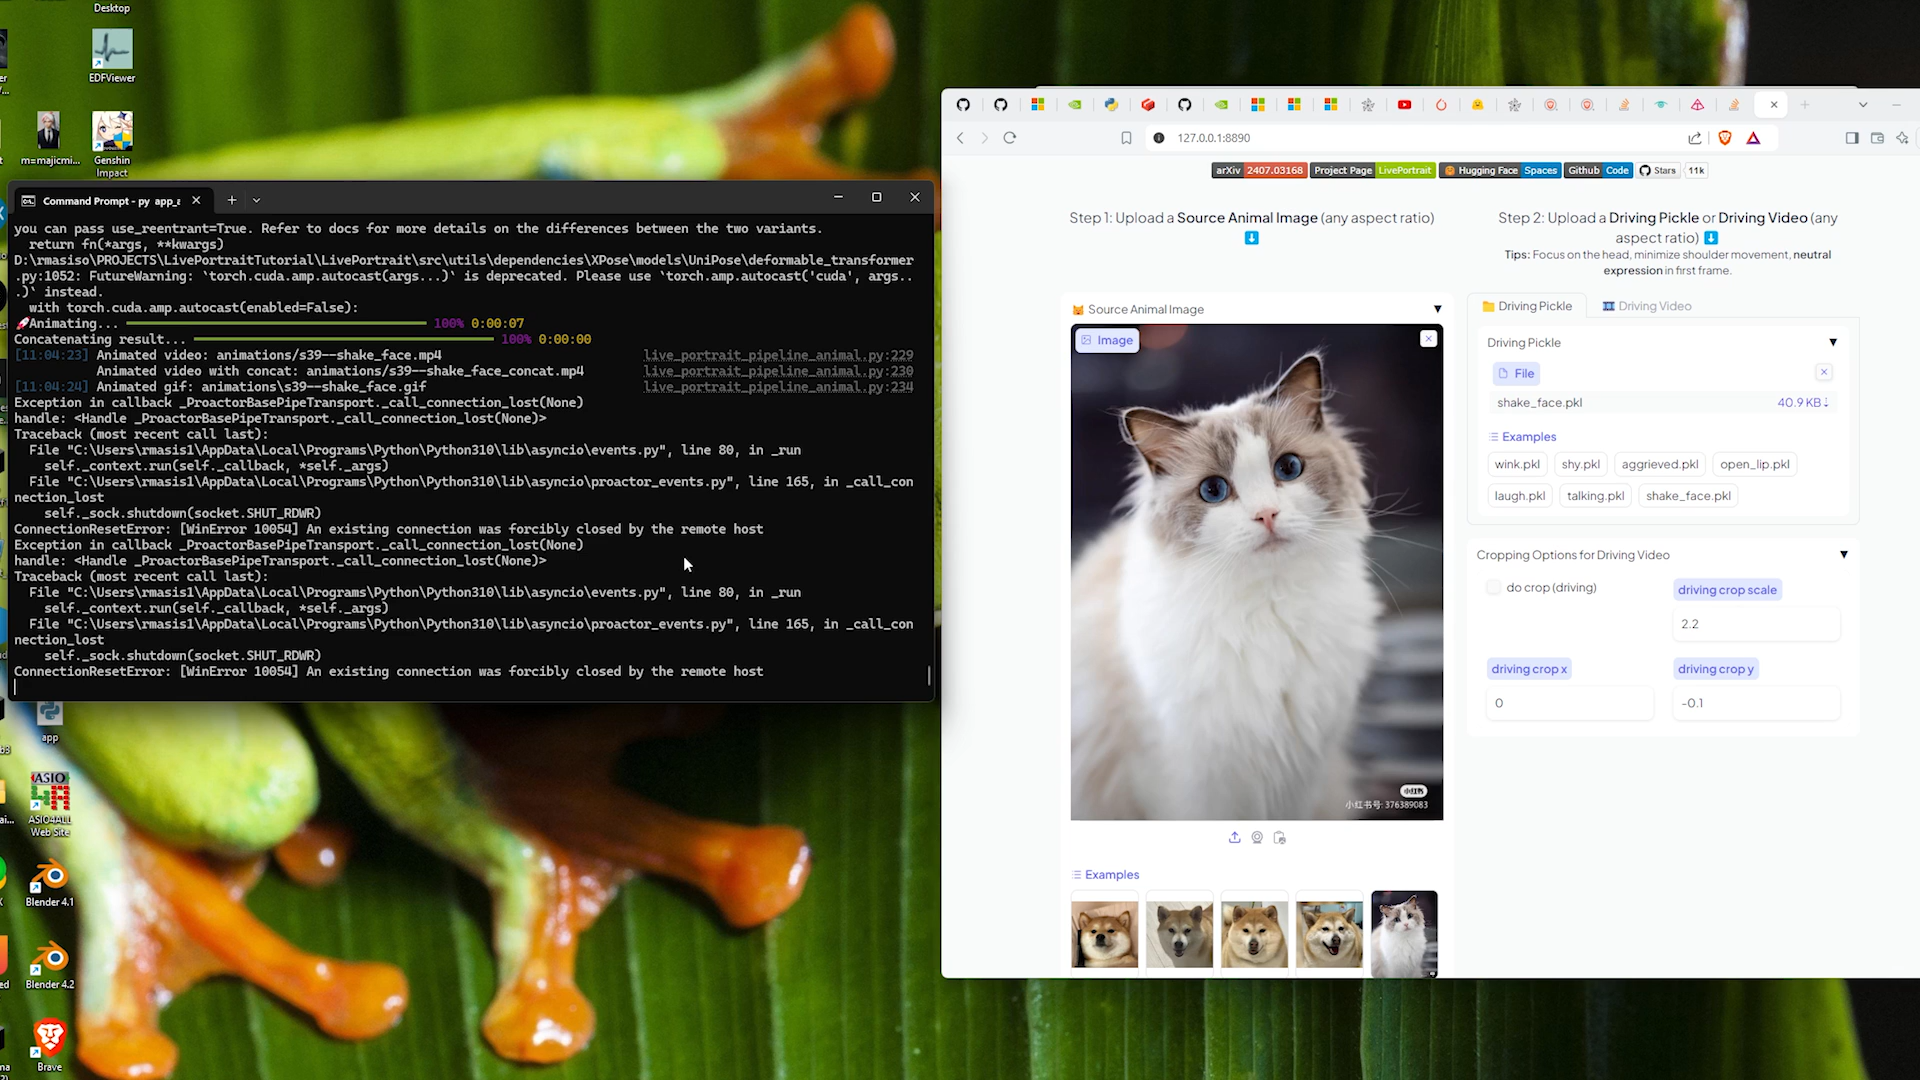 Desktop
EDFViewer
m=majicmi...
Genshin
Impact
Command Prompt - py app_a
you can pass use_reentrant=True. Refer to docs for more details on the differences between the two variants.
return fn(*args, **kwargs)
D:\rmasiso\PROJECTS\LivePortraitTutorial\LivePortrait\src\utils\dependencies\XPose\models\UniPose\deformable_transformer
.py:1052: FutureWarning: `torch.cuda.amp.autocast(args...)` is deprecated. Please use `torch.amp.autocast('cuda', args..
.)` instead.
with torch.cuda.amp.autocast(enabled=False):
🚀Animating... 100% 0:00:07
Concatenating result... 100% 0:00:00
[11:04:23] Animated video: animations/s39--shake_face.mp4 live_portrait_pipeline_animal.py:229
Animated video with concat: animations/s39--shake_face_concat.mp4 live_portrait_pipeline_animal.py:230
[11:04:24] Animated gif: animations\s39--shake_face.gif live_portrait_pipeline_animal.py:234
Exception in callback _ProactorBasePipeTransport._call_connection_lost(None)
handle: <Handle _ProactorBasePipeTransport._call_connection_lost(None)>
Traceback (most recent call last):
File "C:\Users\rmasis1\AppData\Local\Programs\Python\Python310\lib\asyncio\events.py", line 80, in _run
self._context.run(self._callback, *self._args)
File "C:\Users\rmasis1\AppData\Local\Programs\Python\Python310\lib\asyncio\proactor_events.py", line 165, in _call_con
nection_lost
self._sock.shutdown(socket.SHUT_RDWR)
ConnectionResetError: [WinError 10054] An existing connection was forcibly closed by the remote host
Exception in callback _ProactorBasePipeTransport._call_connection_lost(None)
handle: <Handle _ProactorBasePipeTransport._call_connection_lost(None)>
Traceback (most recent call last):
File "C:\Users\rmasis1\AppData\Local\Programs\Python\Python310\lib\asyncio\events.py", line 80, in _run
self._context.run(self._callback, *self._args)
File "C:\Users\rmasis1\AppData\Local\Programs\Python\Python310\lib\asyncio\proactor_events.py", line 165, in _call_con
nection_lost
self._sock.shutdown(socket.SHUT_RDWR)
ConnectionResetError: [WinError 10054] An existing connection was forcibly closed by the remote host
app
ASIO
ASIO4ALL
Web Site
Blender 4.1
Blender 4.2
Brave
127.0.0.1:8890
arXiv 2407.03168 Project Page LivePortrait Hugging Face Spaces Github Code Stars 11k
Step 1: Upload a Source Animal Image (any aspect ratio)
Source Animal Image
Image
小红书
小红书号: 376389083
Examples
Step 2: Upload a Driving Pickle or Driving Video (any
aspect ratio)
Tips: Focus on the head, minimize shoulder movement, neutral
expression in first frame.
Driving Pickle Driving Video
Driving Pickle
File
shake_face.pkl 40.9 KB↓
Examples
wink.pkl shy.pkl aggrieved.pkl open_lip.pkl
laugh.pkl talking.pkl shake_face.pkl
Cropping Options for Driving Video
do crop (driving) driving crop scale
2.2
driving crop x driving crop y
0 -0.1